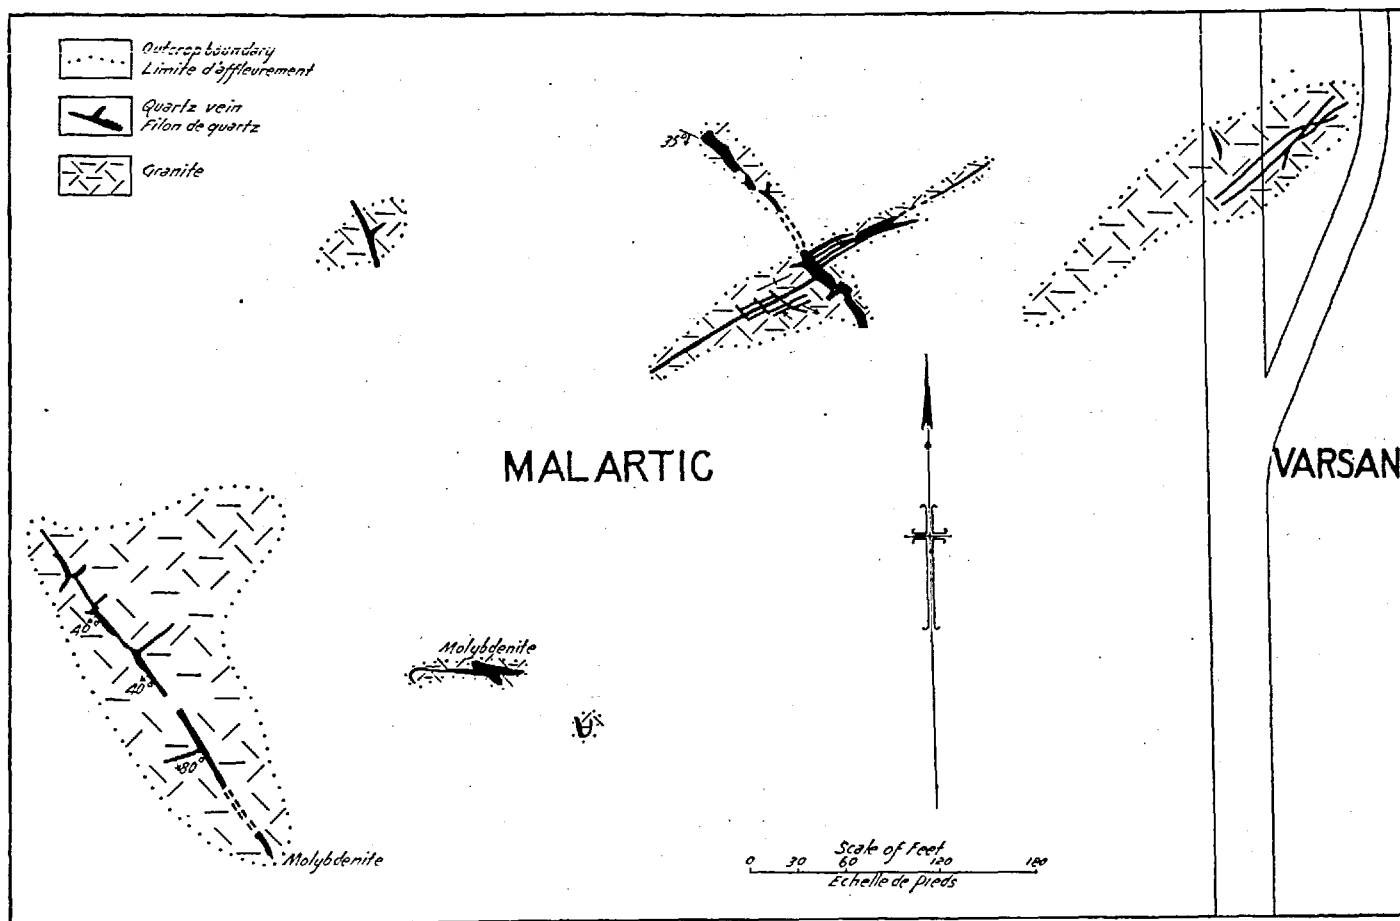 Outcrop boundary
Limite d'affleurement
Quartz vein
Filon de quartz
Granite
35°
MALARTIC
VARSAN
40°
40°
80°
Molybdenite
Molybdenite
Scale of Feet
0 30 60 120 180
Echelle de Pieds